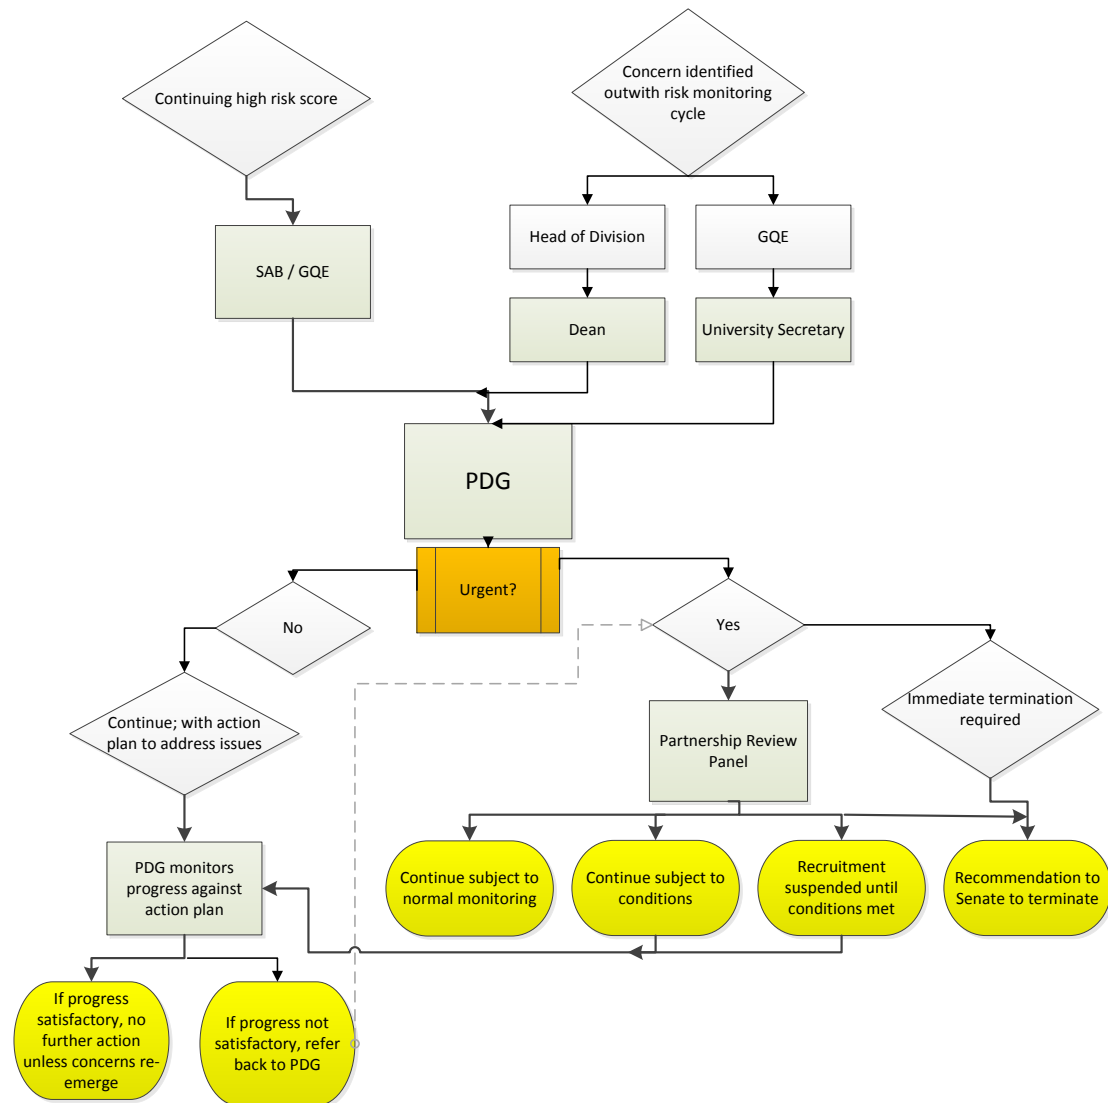 Continuing high risk score
Concern identified
outwith risk monitoring
cycle
Head of Division
GQE
SAB / GQE
Dean
University Secretary
PDG
Urgent?
No
Yes
Continue; with action
plan to address issues
Immediate termination
required
Partnership Review
Panel
PDG monitors
progress against
action plan
Continue subject to
normal monitoring
Continue subject to
conditions
Recruitment
suspended until
conditions met
Recommendation to
Senate to terminate
If progress
satisfactory, no
further action
unless concerns re-
emerge
If progress not
satisfactory, refer
back to PDG